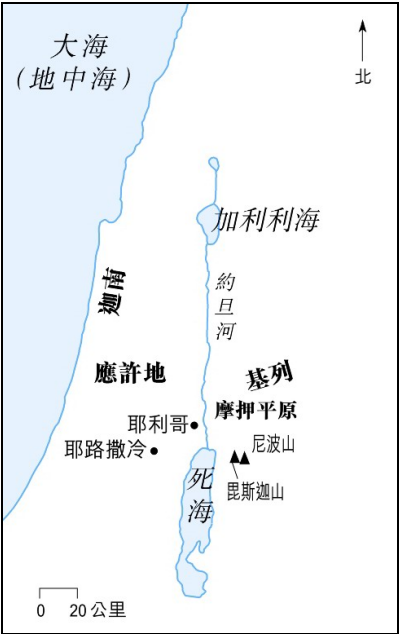 大海
（地中海）
北
加利利海
約旦河
迦南
應許地
基列
摩押平原
耶利哥
耶路撒冷
尼波山
毘斯迦山
死海
0 20 公里